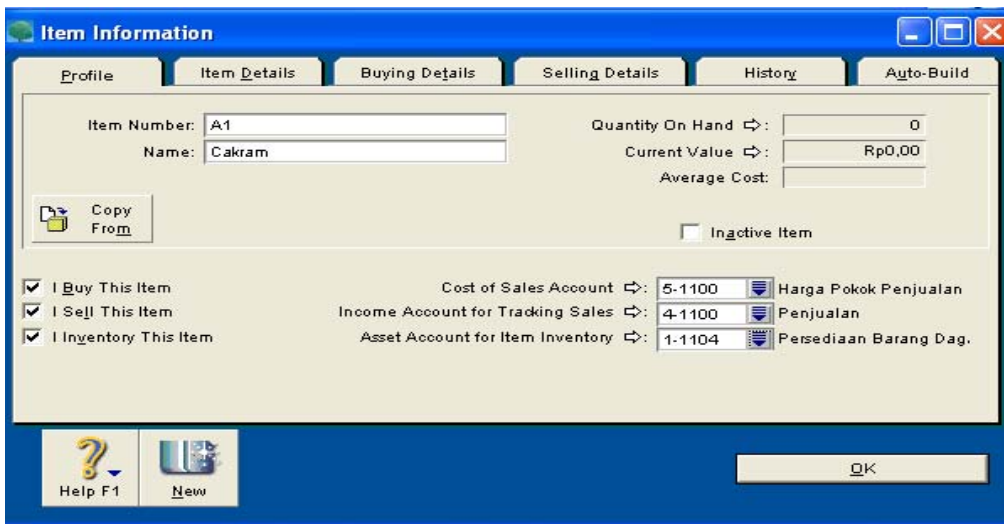 Item Information
Profile Item Details Buying Details Selling Details History Auto-Build
Item Number: A1 Quantity On Hand ⇨: 0
Name: Cakram Current Value ⇨: Rp0,00
Average Cost:
Copy
From
Inactive Item
I Buy This Item Cost of Sales Account ⇨: 5-1100 Harga Pokok Penjualan
I Sell This Item Income Account for Tracking Sales ⇨: 4-1100 Penjualan
I Inventory This Item Asset Account for Item Inventory ⇨: 1-1104 Persediaan Barang Dag.
Help F1 New OK